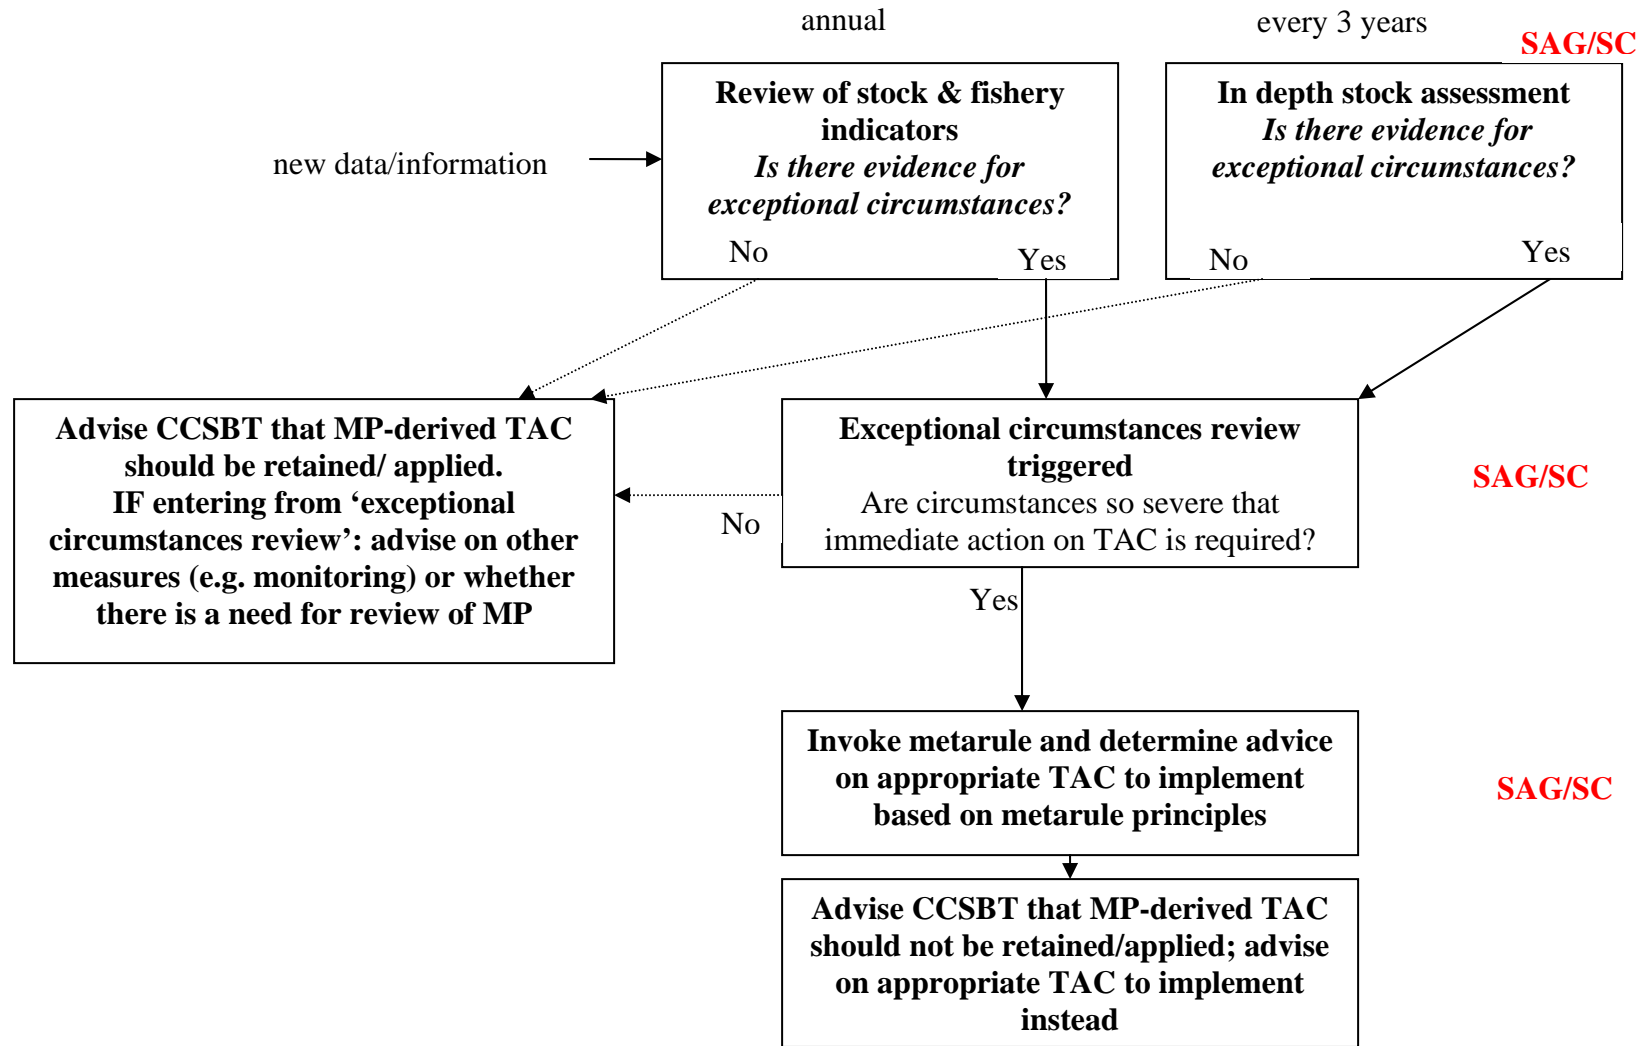 annual
every 3 years
SAG/SC
Review of stock & fishery
indicators
Is there evidence for
exceptional circumstances?
No
Yes
In depth stock assessment
Is there evidence for
exceptional circumstances?
No
Yes
new data/information
Advise CCSBT that MP-derived TAC
should be retained/ applied.
IF entering from ‘exceptional
circumstances review’: advise on other
measures (e.g. monitoring) or whether
there is a need for review of MP
No
Exceptional circumstances review
triggered
Are circumstances so severe that
immediate action on TAC is required?
SAG/SC
Yes
Invoke metarule and determine advice
on appropriate TAC to implement
based on metarule principles
SAG/SC
Advise CCSBT that MP-derived TAC
should not be retained/applied; advise
on appropriate TAC to implement
instead